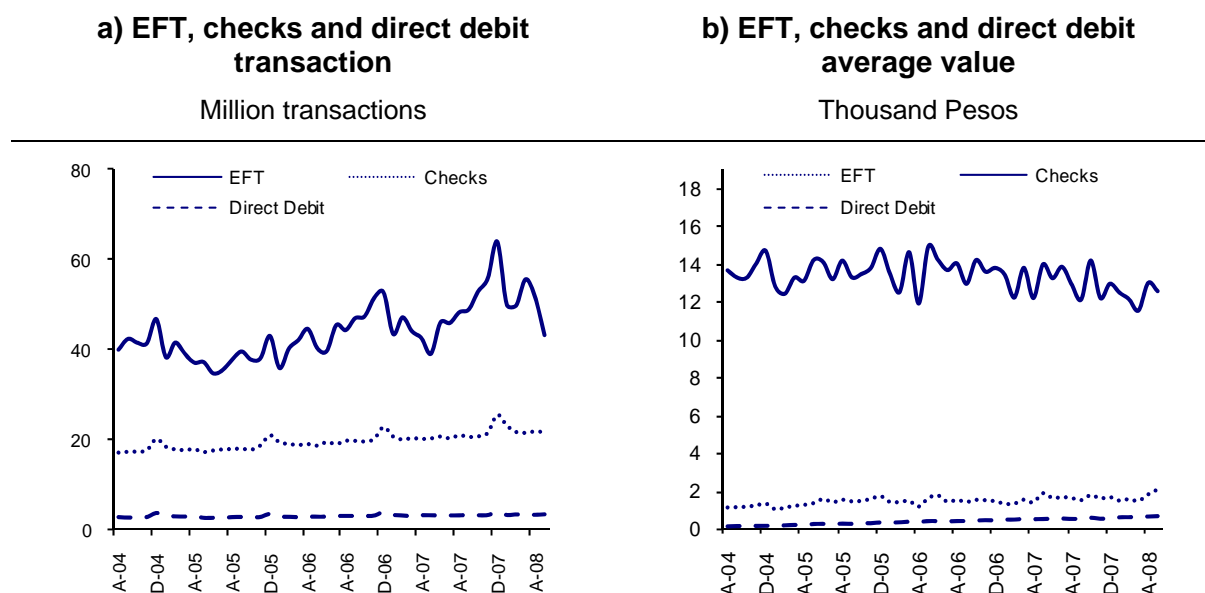 a) EFT, checks and direct debit
transaction
Million transactions
80
60
40
20
0
EFT
Checks
Direct Debit
A-04
D-04
A-05
A-05
D-05
A-06
A-06
D-06
A-07
A-07
D-07
A-08
b) EFT, checks and direct debit
average value
Thousand Pesos
18
16
14
12
10
8
6
4
2
0
EFT
Checks
Direct Debit
A-04
D-04
A-05
A-05
D-05
A-06
A-06
D-06
A-07
A-07
D-07
A-08